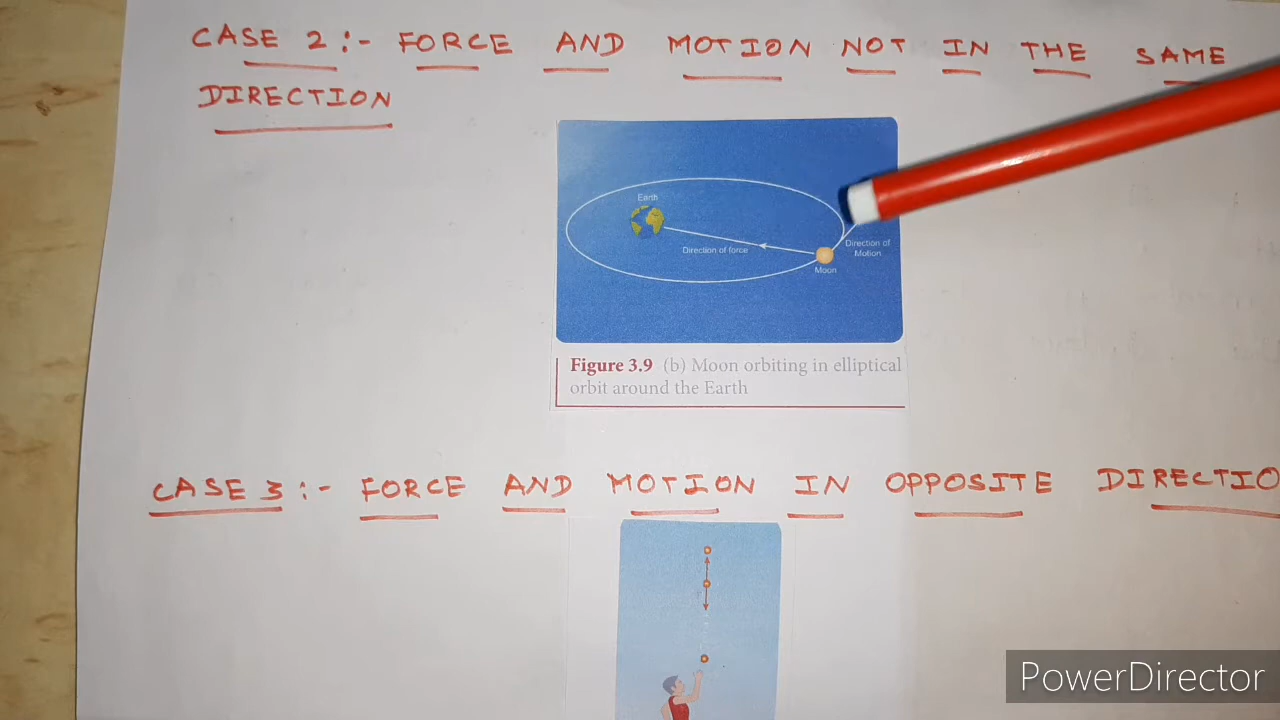 CASE 2:- FORCE AND MOTION NOT IN THE SAME
DIRECTION
Earth
Direction of force
Direction of
Motion
Moon
Figure 3.9 (b) Moon orbiting in elliptical
orbit around the Earth
CASE 3:- FORCE AND MOTION IN OPPOSITE DIRECTIO
PowerDirector